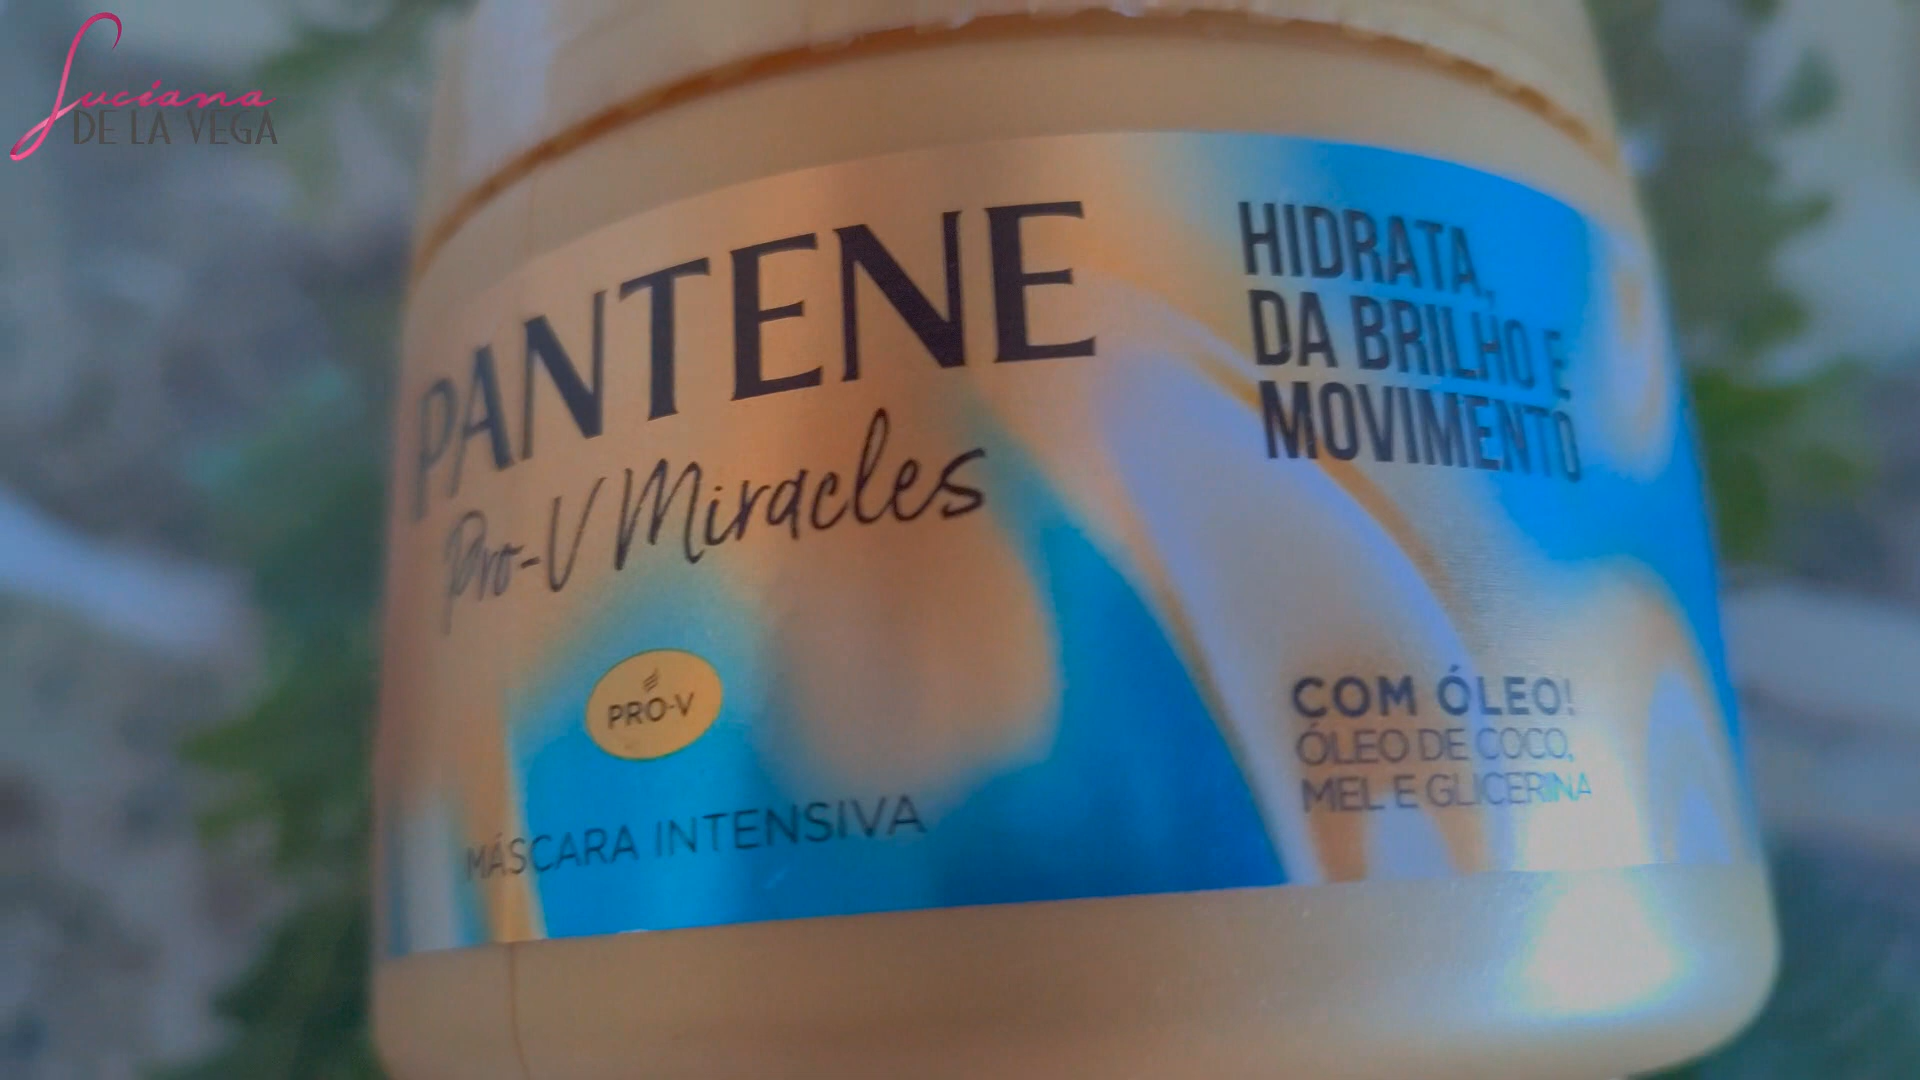 Luciana
DE LA VEGA
PANTENE
Pro-V Miracles
PRO-V
MÁSCARA INTENSIVA
HIDRATA,
DA BRILHO E
MOVIMENTO
COM ÓLEO!
ÓLEO DE COCO,
MEL E GLICERINA